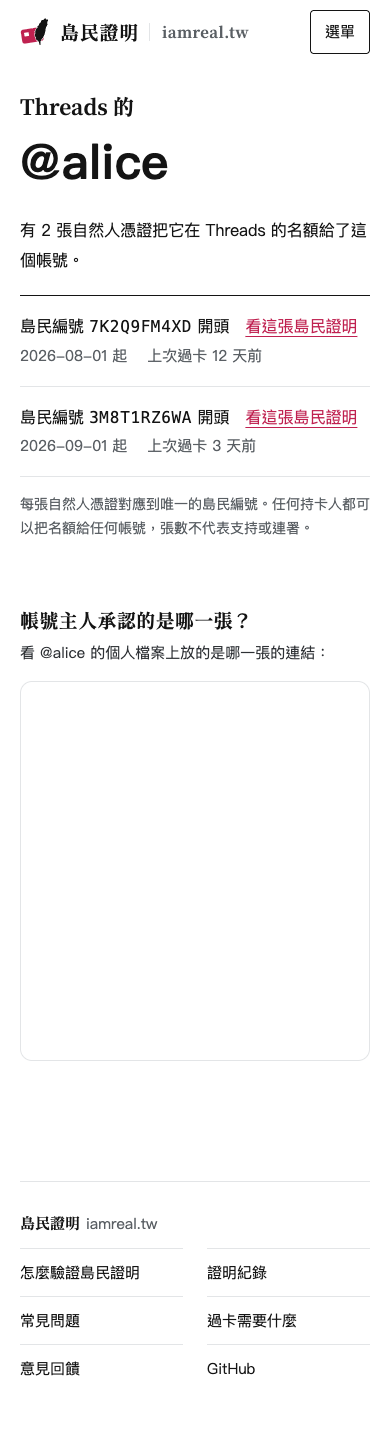 島民證明 iamreal.tw 選單
Threads 的
@alice
有 2 張自然人憑證把它在 Threads 的名額給了這
個帳號。
島民編號 7K2Q9FM4XD 開頭 看這張島民證明
2026-08-01 起 上次過卡 12 天前
島民編號 3M8T1RZ6WA 開頭 看這張島民證明
2026-09-01 起 上次過卡 3 天前
每張自然人憑證對應到唯一的島民編號。任何持卡人都可
以把名額給任何帳號，張數不代表支持或連署。
帳號主人承認的是哪一張？
看 @alice 的個人檔案上放的是哪一張的連結：
島民證明 iamreal.tw
怎麼驗證島民證明 證明紀錄
常見問題 過卡需要什麼
意見回饋 GitHub